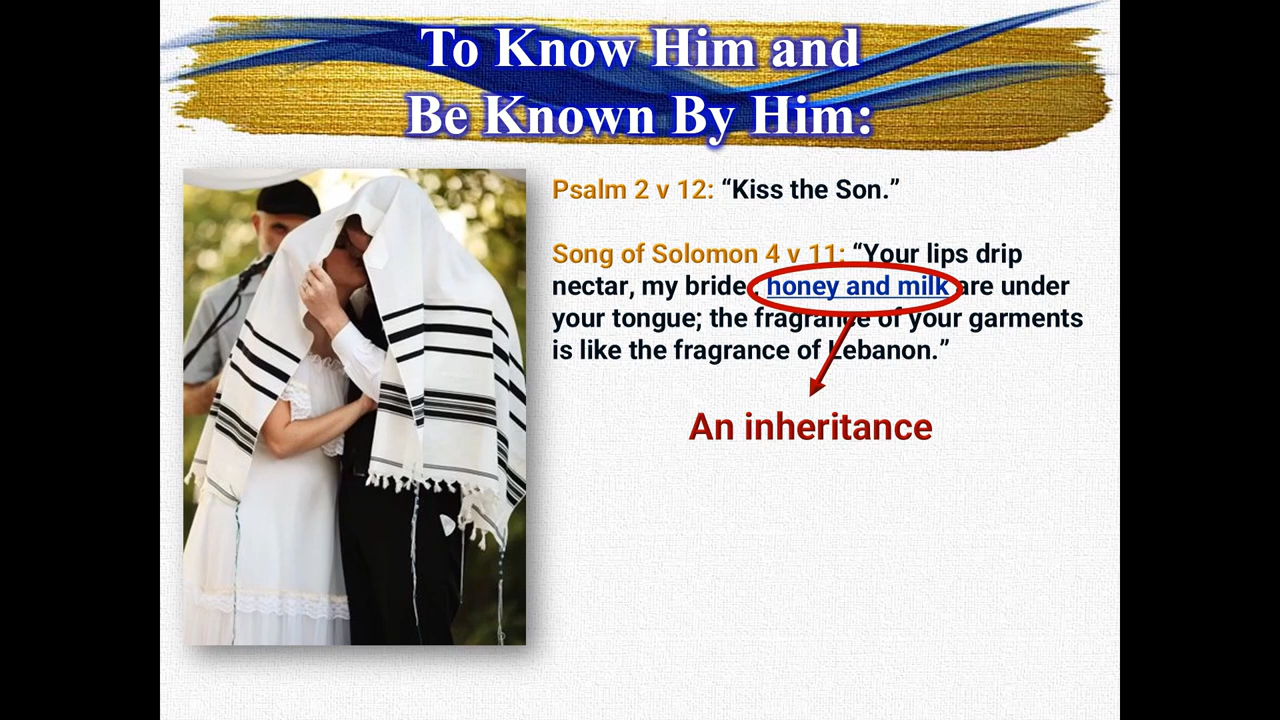 To Know Him and
Be Known By Him:
Psalm 2 v 12: “Kiss the Son.”
Song of Solomon 4 v 11: “Your lips drip
nectar, my bride, honey and milk are under
your tongue; the fragrance of your garments
is like the fragrance of Lebanon.”
An inheritance